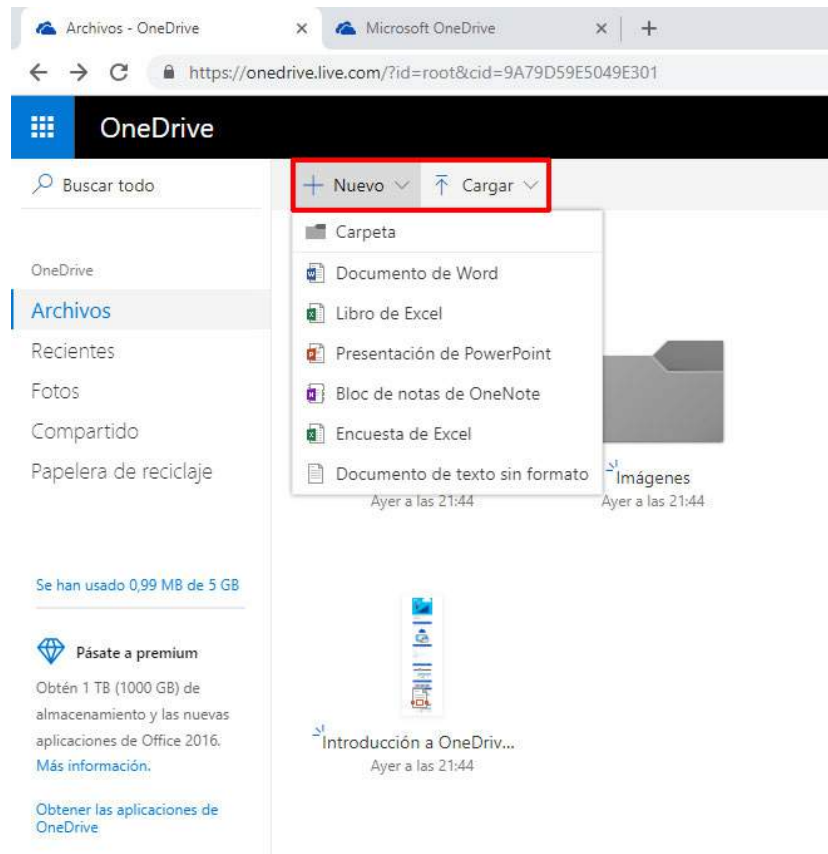 Archivos - OneDrive
Microsoft OneDrive
https://onedrive.live.com/?id=root&cid=9A79D59E5049E301
OneDrive
Buscar todo
Nuevo
Cargar
Carpeta
Documento de Word
Libro de Excel
Presentación de PowerPoint
Bloc de notas de OneNote
Encuesta de Excel
Documento de texto sin formato
OneDrive
Archivos
Recientes
Fotos
Compartido
Papelera de reciclaje
Ayer a las 21:44
Imágenes
Ayer a las 21:44
Se han usado 0,99 MB de 5 GB
Pásate a premium
Obtén 1 TB (1000 GB) de
almacenamiento y las nuevas
aplicaciones de Office 2016.
Más información.
Obtener las aplicaciones de
OneDrive
Introducción a OneDriv...
Ayer a las 21:44